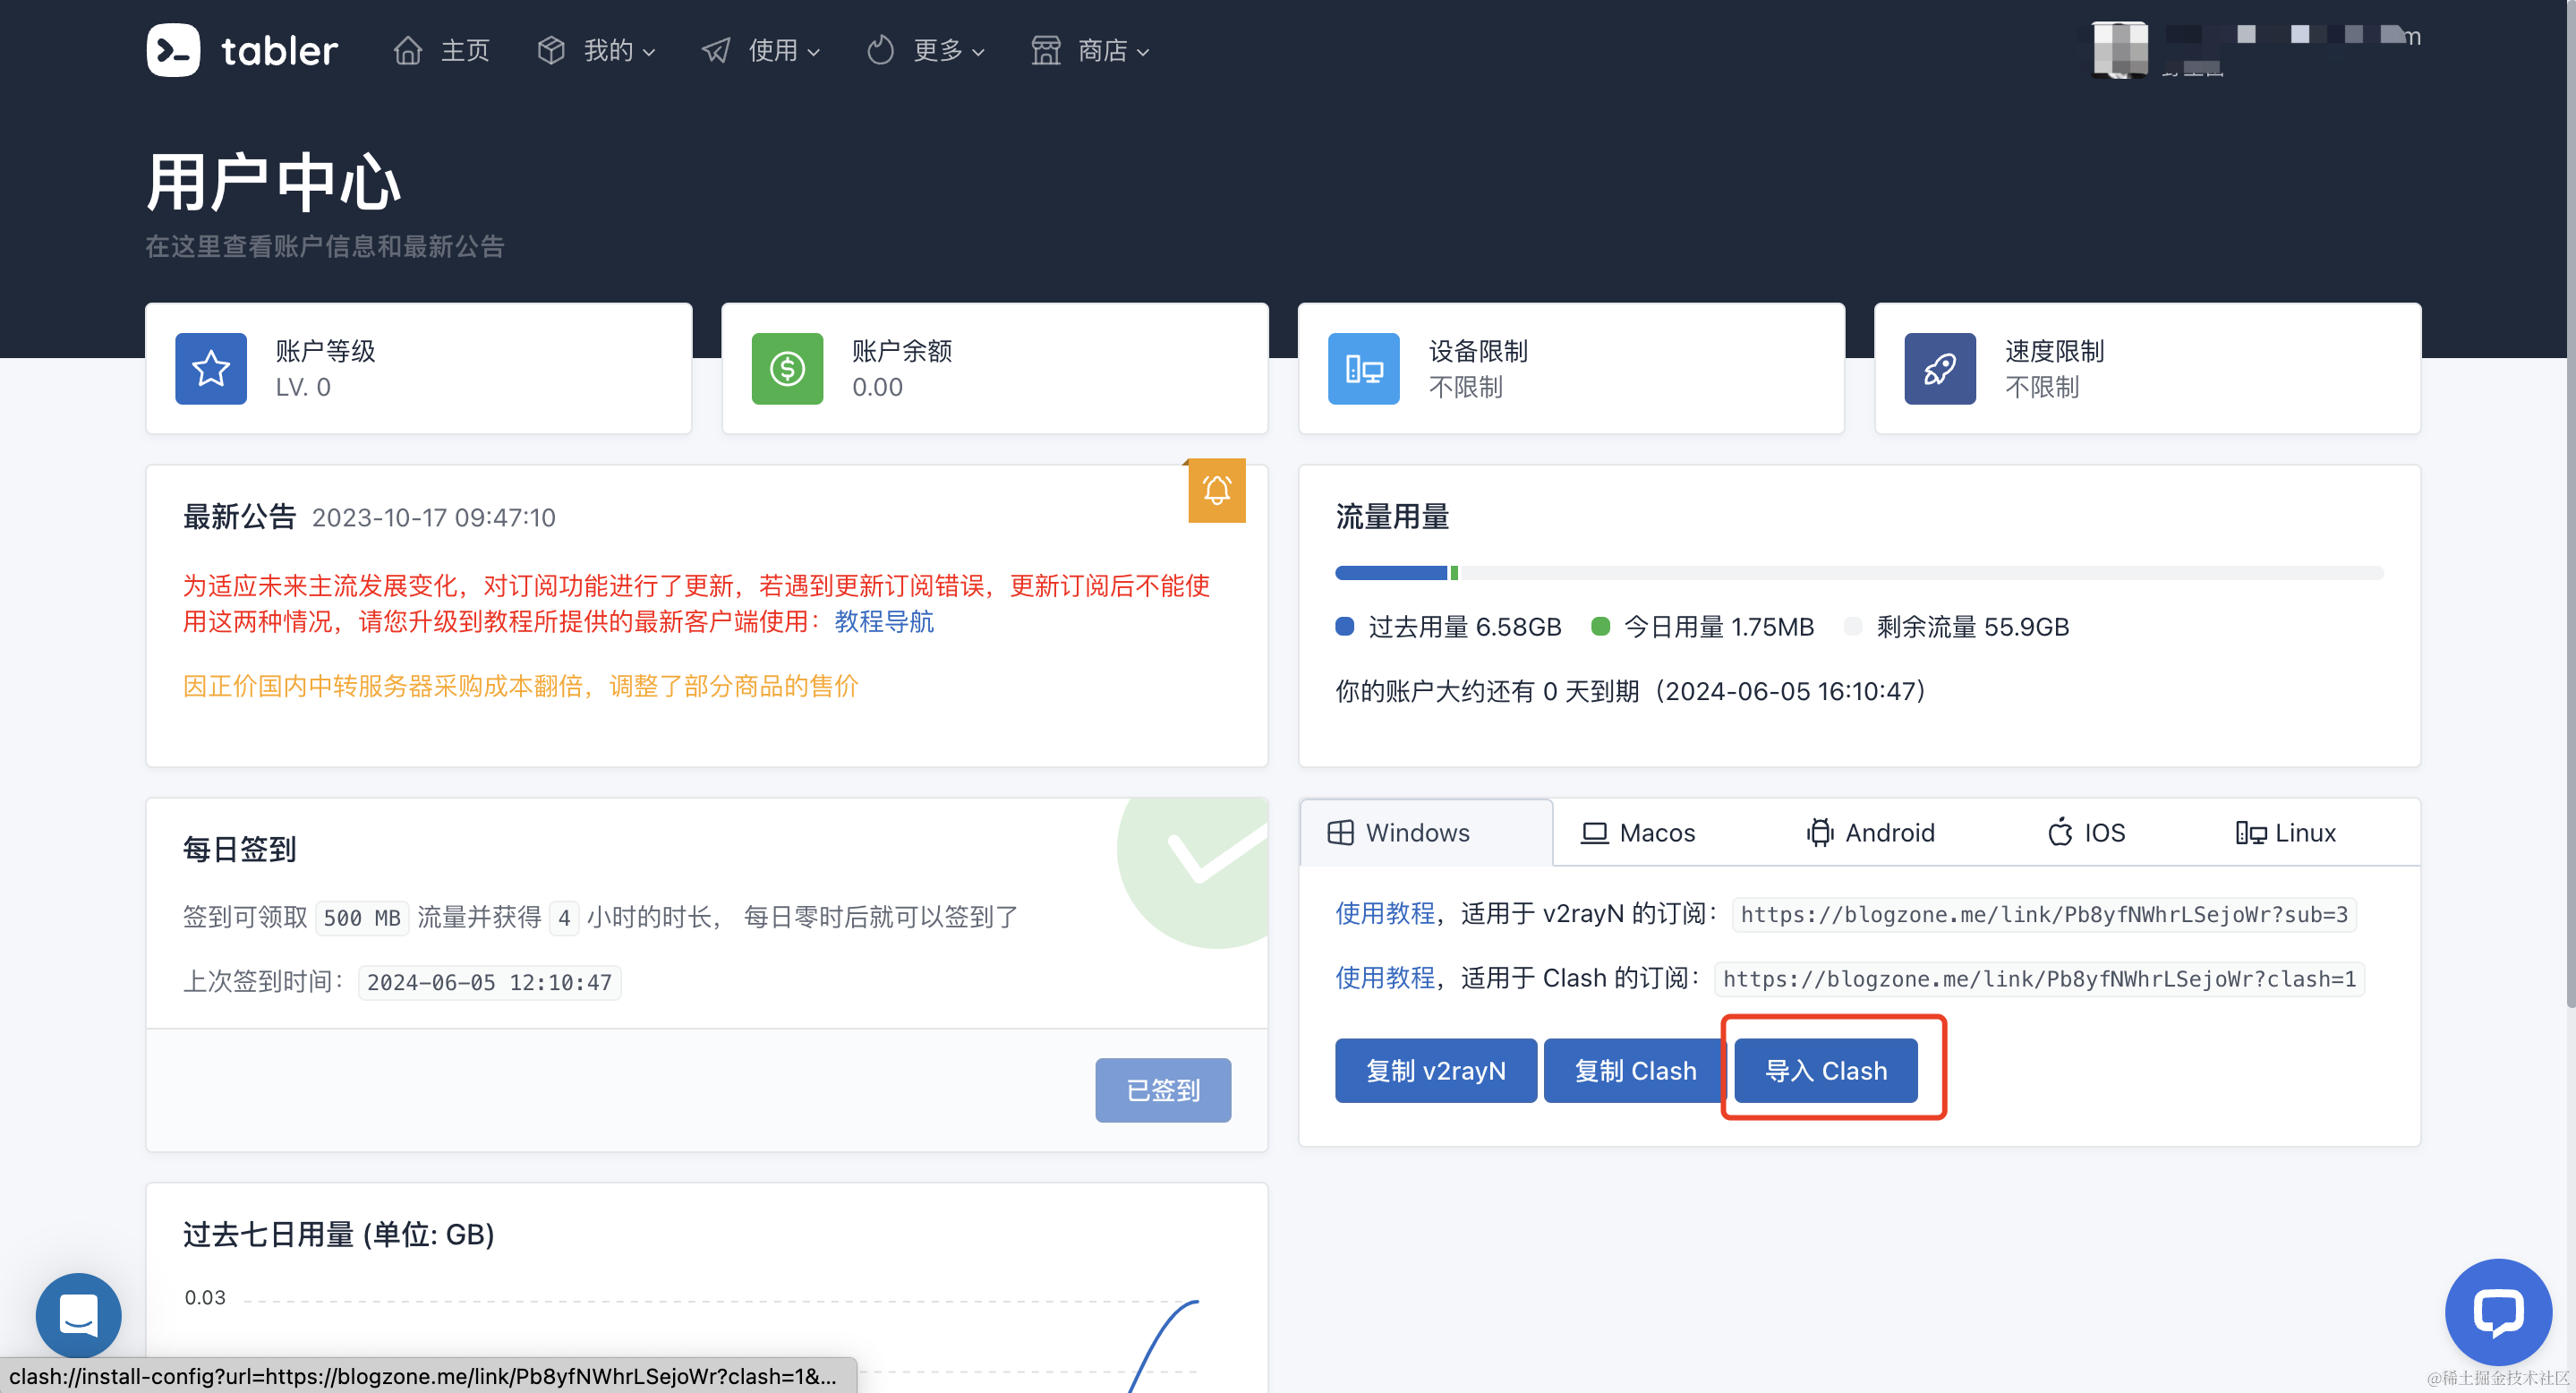 tabler 主页 我的 使用 更多 商店
m
用户中心
在这里查看账户信息和最新公告
账户等级
LV. 0
账户余额
0.00
设备限制
不限制
速度限制
不限制
最新公告 2023-10-17 09:47:10
为适应未来主流发展变化，对订阅功能进行了更新，若遇到更新订阅错误，更新订阅后不能使
用这两种情况，请您升级到教程所提供的最新客户端使用：教程导航
因正价国内中转服务器采购成本翻倍，调整了部分商品的售价
流量用量
过去用量 6.58GB 今日用量 1.75MB 剩余流量 55.9GB
你的账户大约还有 0 天到期（2024-06-05 16:10:47）
每日签到
签到可领取 500 MB 流量并获得 4 小时的时长， 每日零时后就可以签到了
上次签到时间： 2024-06-05 12:10:47
已签到
Windows Macos Android IOS Linux
使用教程，适用于 v2rayN 的订阅： https://blogzone.me/link/Pb8yfNWhrLSejoWr?sub=3
使用教程，适用于 Clash 的订阅： https://blogzone.me/link/Pb8yfNWhrLSejoWr?clash=1
复制 v2rayN 复制 Clash 导入 Clash
过去七日用量 (单位: GB)
0.03
clash://install-config?url=https://blogzone.me/link/Pb8yfNWhrLSejoWr?clash=1&...
@稀土掘金技术社区